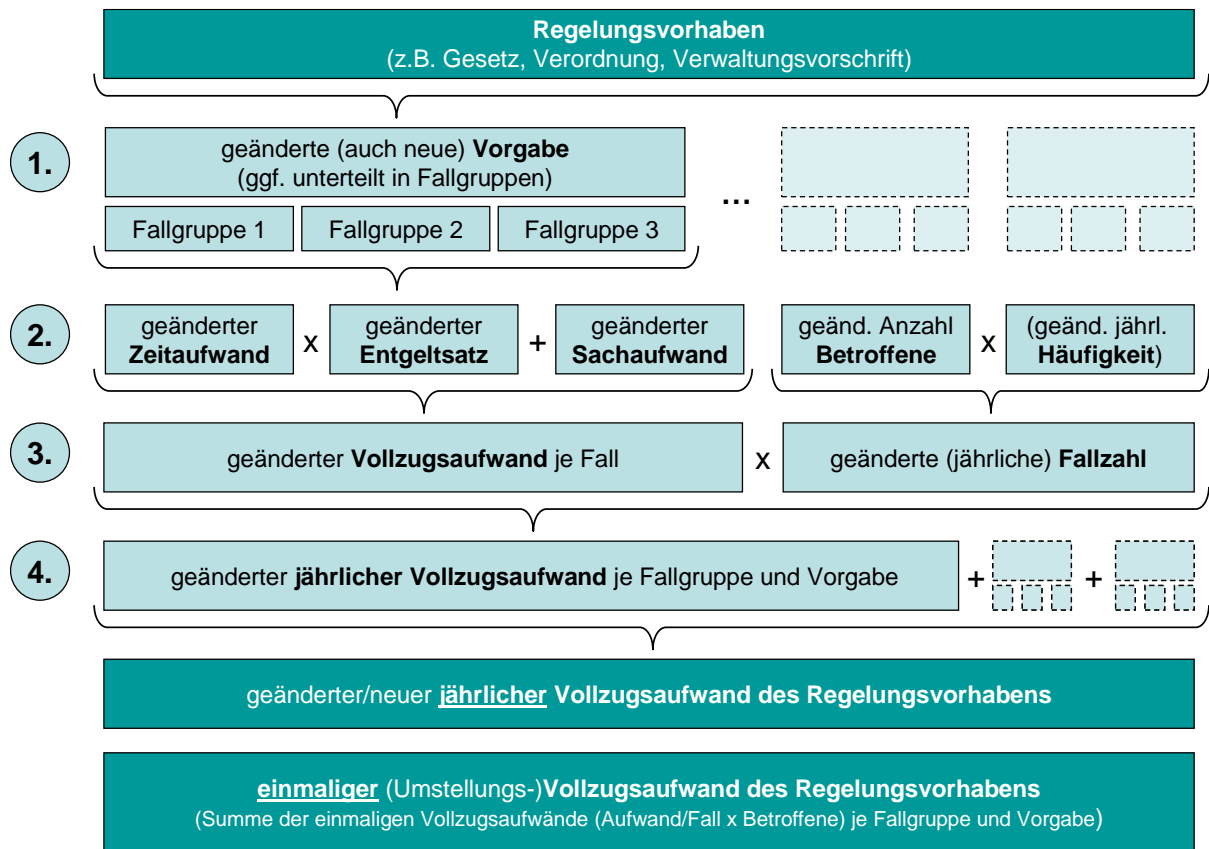 Regelungsvorhaben
(z.B. Gesetz, Verordnung, Verwaltungsvorschrift)
1.
geänderte (auch neue) Vorgabe
(ggf. unterteilt in Fallgruppen)
...
Fallgruppe 1
Fallgruppe 2
Fallgruppe 3
2.
geänderter
Zeitaufwand
x
geänderter
Entgeltsatz
+
geänderter
Sachaufwand
geänd. Anzahl
Betroffene
x
(geänd. jährl.
Häufigkeit)
3.
geänderter Vollzugsaufwand je Fall
x
geänderte (jährliche) Fallzahl
4.
geänderter jährlicher Vollzugsaufwand je Fallgruppe und Vorgabe
+
+
geänderter/neuer jährlicher Vollzugsaufwand des Regelungsvorhabens
einmaliger (Umstellungs-)Vollzugsaufwand des Regelungsvorhabens
(Summe der einmaligen Vollzugsaufwände (Aufwand/Fall x Betroffene) je Fallgruppe und Vorgabe)